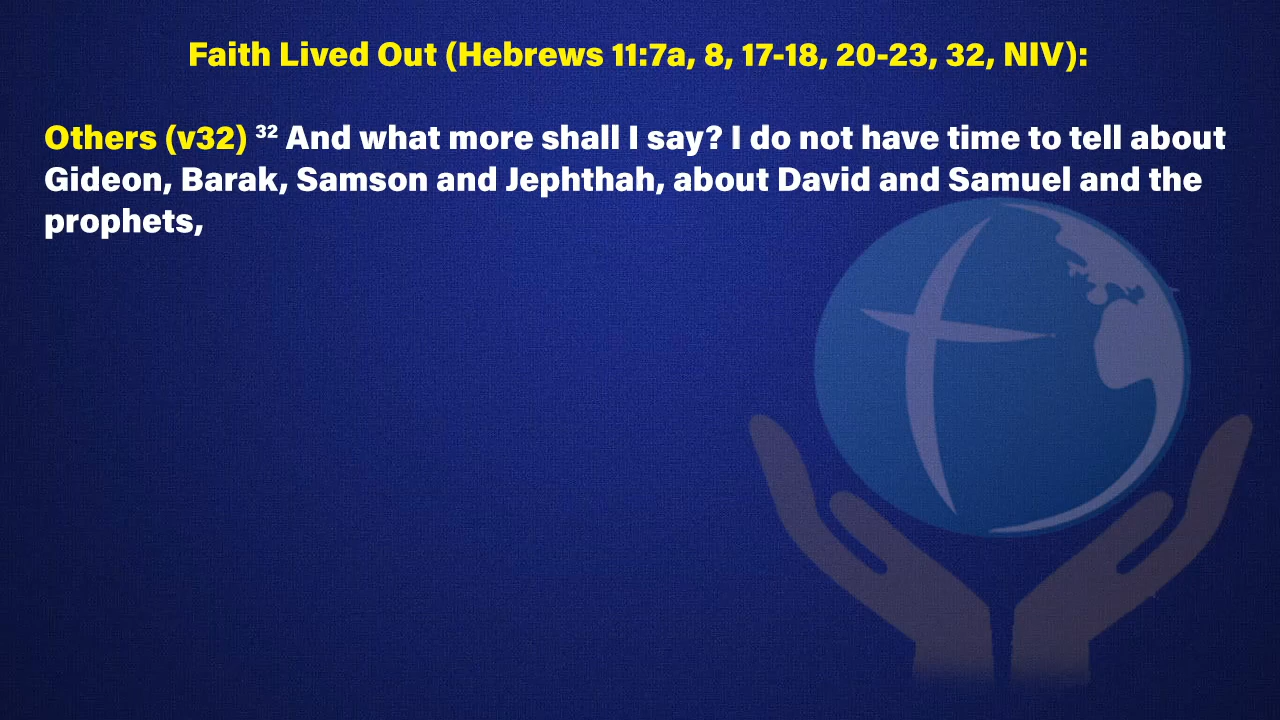 Faith Lived Out (Hebrews 11:7a, 8, 17-18, 20-23, 32, NIV):
Others (v32) ³² And what more shall I say? I do not have time to tell about
Gideon, Barak, Samson and Jephthah, about David and Samuel and the
prophets,